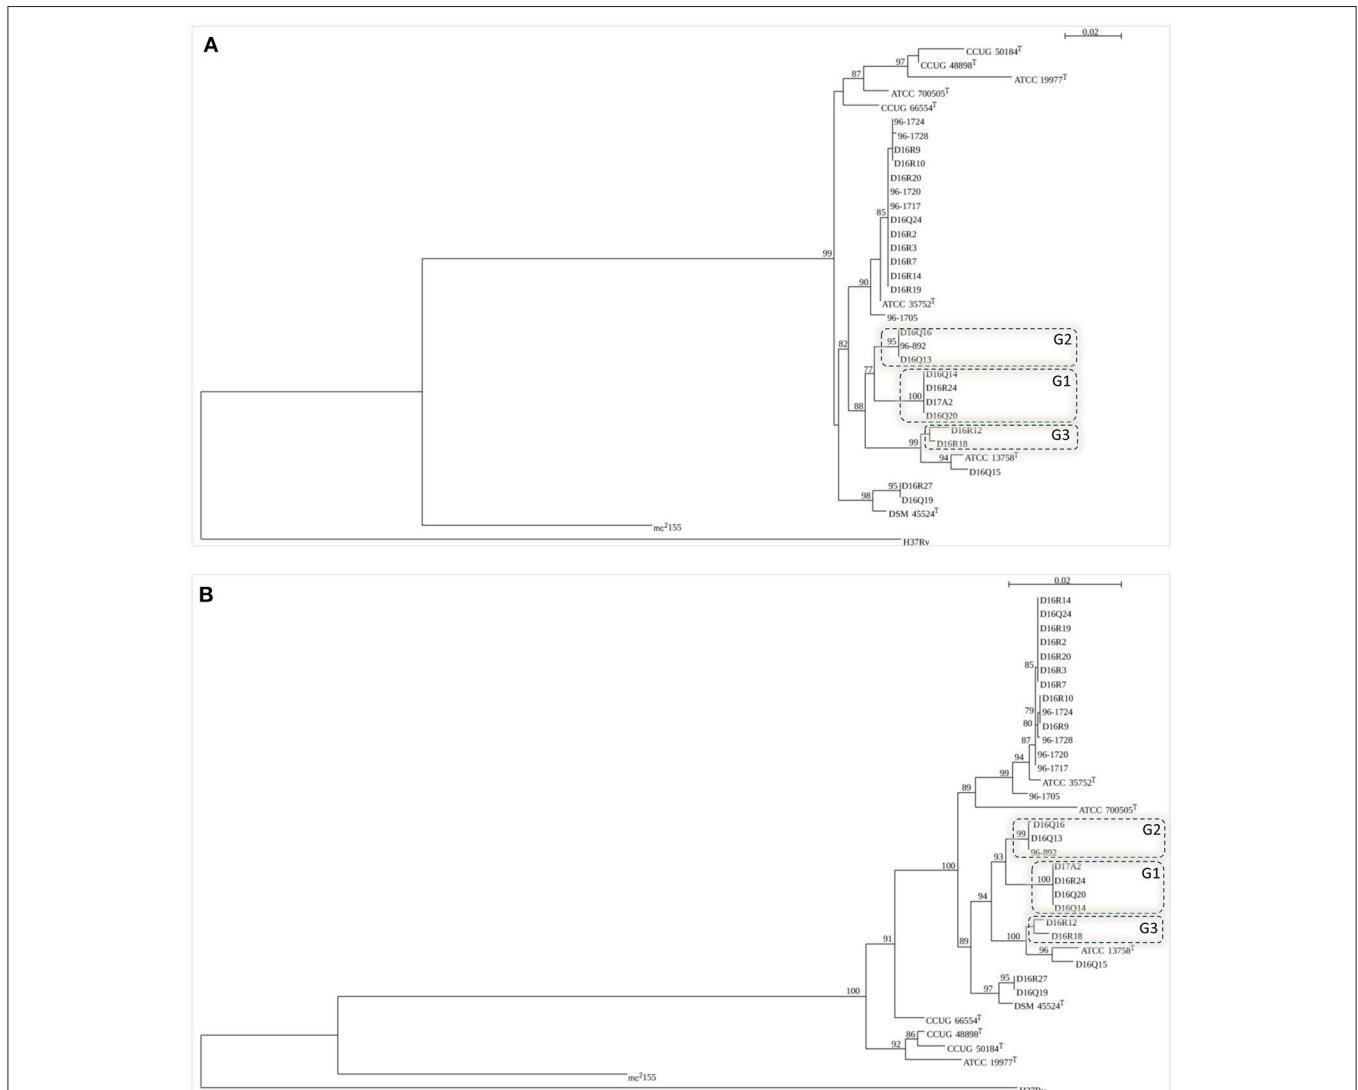 A
0.02
CCUG 50184T
97
CCUG 48898T
87
ATCC 19977T
ATCC 700505T
CCUG 66554T
96-1724
96-1728
D16R9
D16R10
D16R20
96-1720
96-1717
85
D16Q24
D16R2
D16R3
99
D16R7
D16R14
90
D16R19
ATCC 35752T
96-1705
D16Q16
G2
82
95
96-892
D16Q13
77
D16Q14
G1
D16R24
100
D17A2
88
D16Q20
D16R12
G3
99
D16R18
94
ATCC 13758T
D16Q15
95
D16R27
98
D16Q19
DSM 45524T
mc2155
H37Rv
B
0.02
D16R14
D16Q24
D16R19
D16R2
D16R20
85
D16R3
D16R7
D16R10
79
96-1724
80
D16R9
87
96-1728
94
96-1720
99
96-1717
ATCC 35752T
89
96-1705
ATCC 700505T
D16Q16
G2
99
D16Q13
93
96-892
100
D17A2
G1
100
D16R24
94
D16Q20
D16Q14
D16R12
G3
91
89
100
D16R18
96
ATCC 13758T
D16Q15
95
D16R27
100
97
D16Q19
DSM 45524T
CCUG 66554T
86
CCUG 48898T
92
CCUG 50184T
ATCC 19977T
mc2155